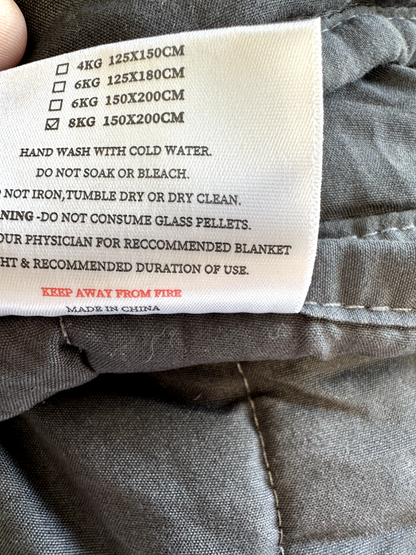 ☐ 4KG 125X150CM
☐ 6KG 125X180CM
☐ 6KG 150X200CM
☑ 8KG 150X200CM
HAND WASH WITH COLD WATER.
DO NOT SOAK OR BLEACH.
NOT IRON,TUMBLE DRY OR DRY CLEAN.
NING -DO NOT CONSUME GLASS PELLETS.
OUR PHYSICIAN FOR RECCOMMENDED BLANKET
HT & RECOMMENDED DURATION OF USE.
KEEP AWAY FROM FIRE
MADE IN CHINA